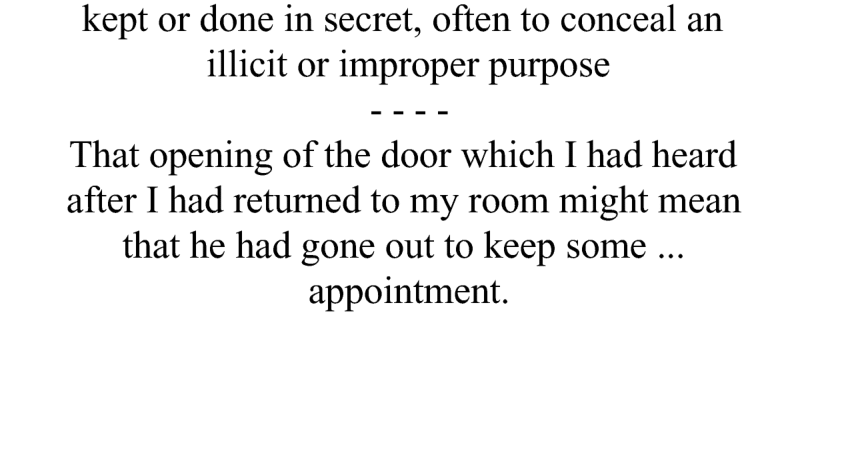 kept or done in secret, often to conceal an
illicit or improper purpose
- - - -
That opening of the door which I had heard
after I had returned to my room might mean
that he had gone out to keep some ...
appointment.